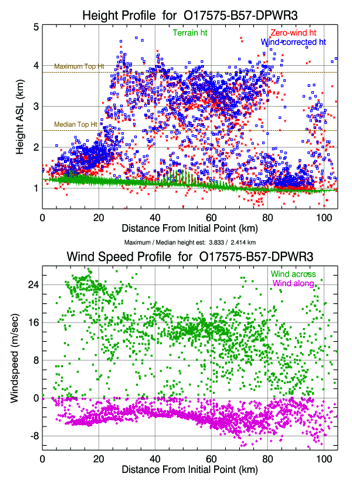 Height Profile for O17575-B57-DPWR3
Terrain ht
Zero-wind ht
Wind-corrected ht
Maximum Top Ht
Median Top Ht
Height ASL (km)
5
4
3
2
1
0 20 40 60 80 100
Distance From Initial Point (km)
Maximum / Median height est: 3.833 / 2.414 km
Wind Speed Profile for O17575-B57-DPWR3
Wind across
Wind along
Windspeed (m/sec)
24
16
8
0
-8
0 20 40 60 80 100
Distance From Initial Point (km)